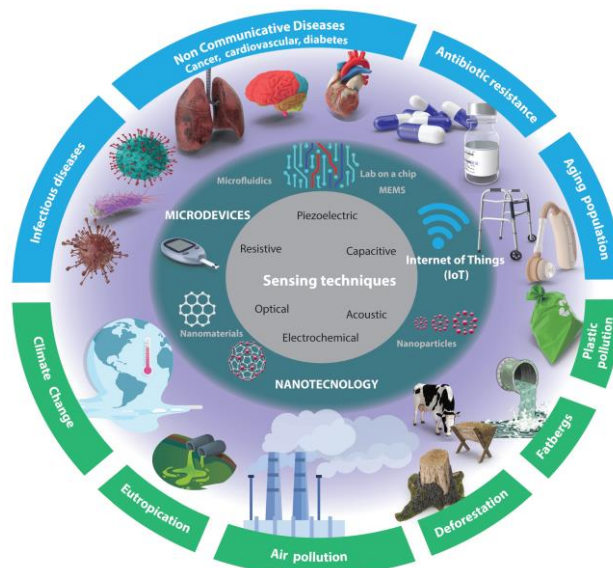 Non Communicative Diseases
Cancer, cardiovascular, diabetes
Antibiotic resistance
Aging population
Plastic
pollution
Fatbergs
Deforestation
Air pollution
Eutropication
Climate Change
Infectious diseases
Microfluidics
Lab on a chip
MEMS
MICRODEVICES
Internet of Things
(IoT)
Nanomaterials
Nanoparticles
NANOTECNOLOGY
Piezoelectric
Resistive
Capacitive
Sensing techniques
Optical
Acoustic
Electrochemical